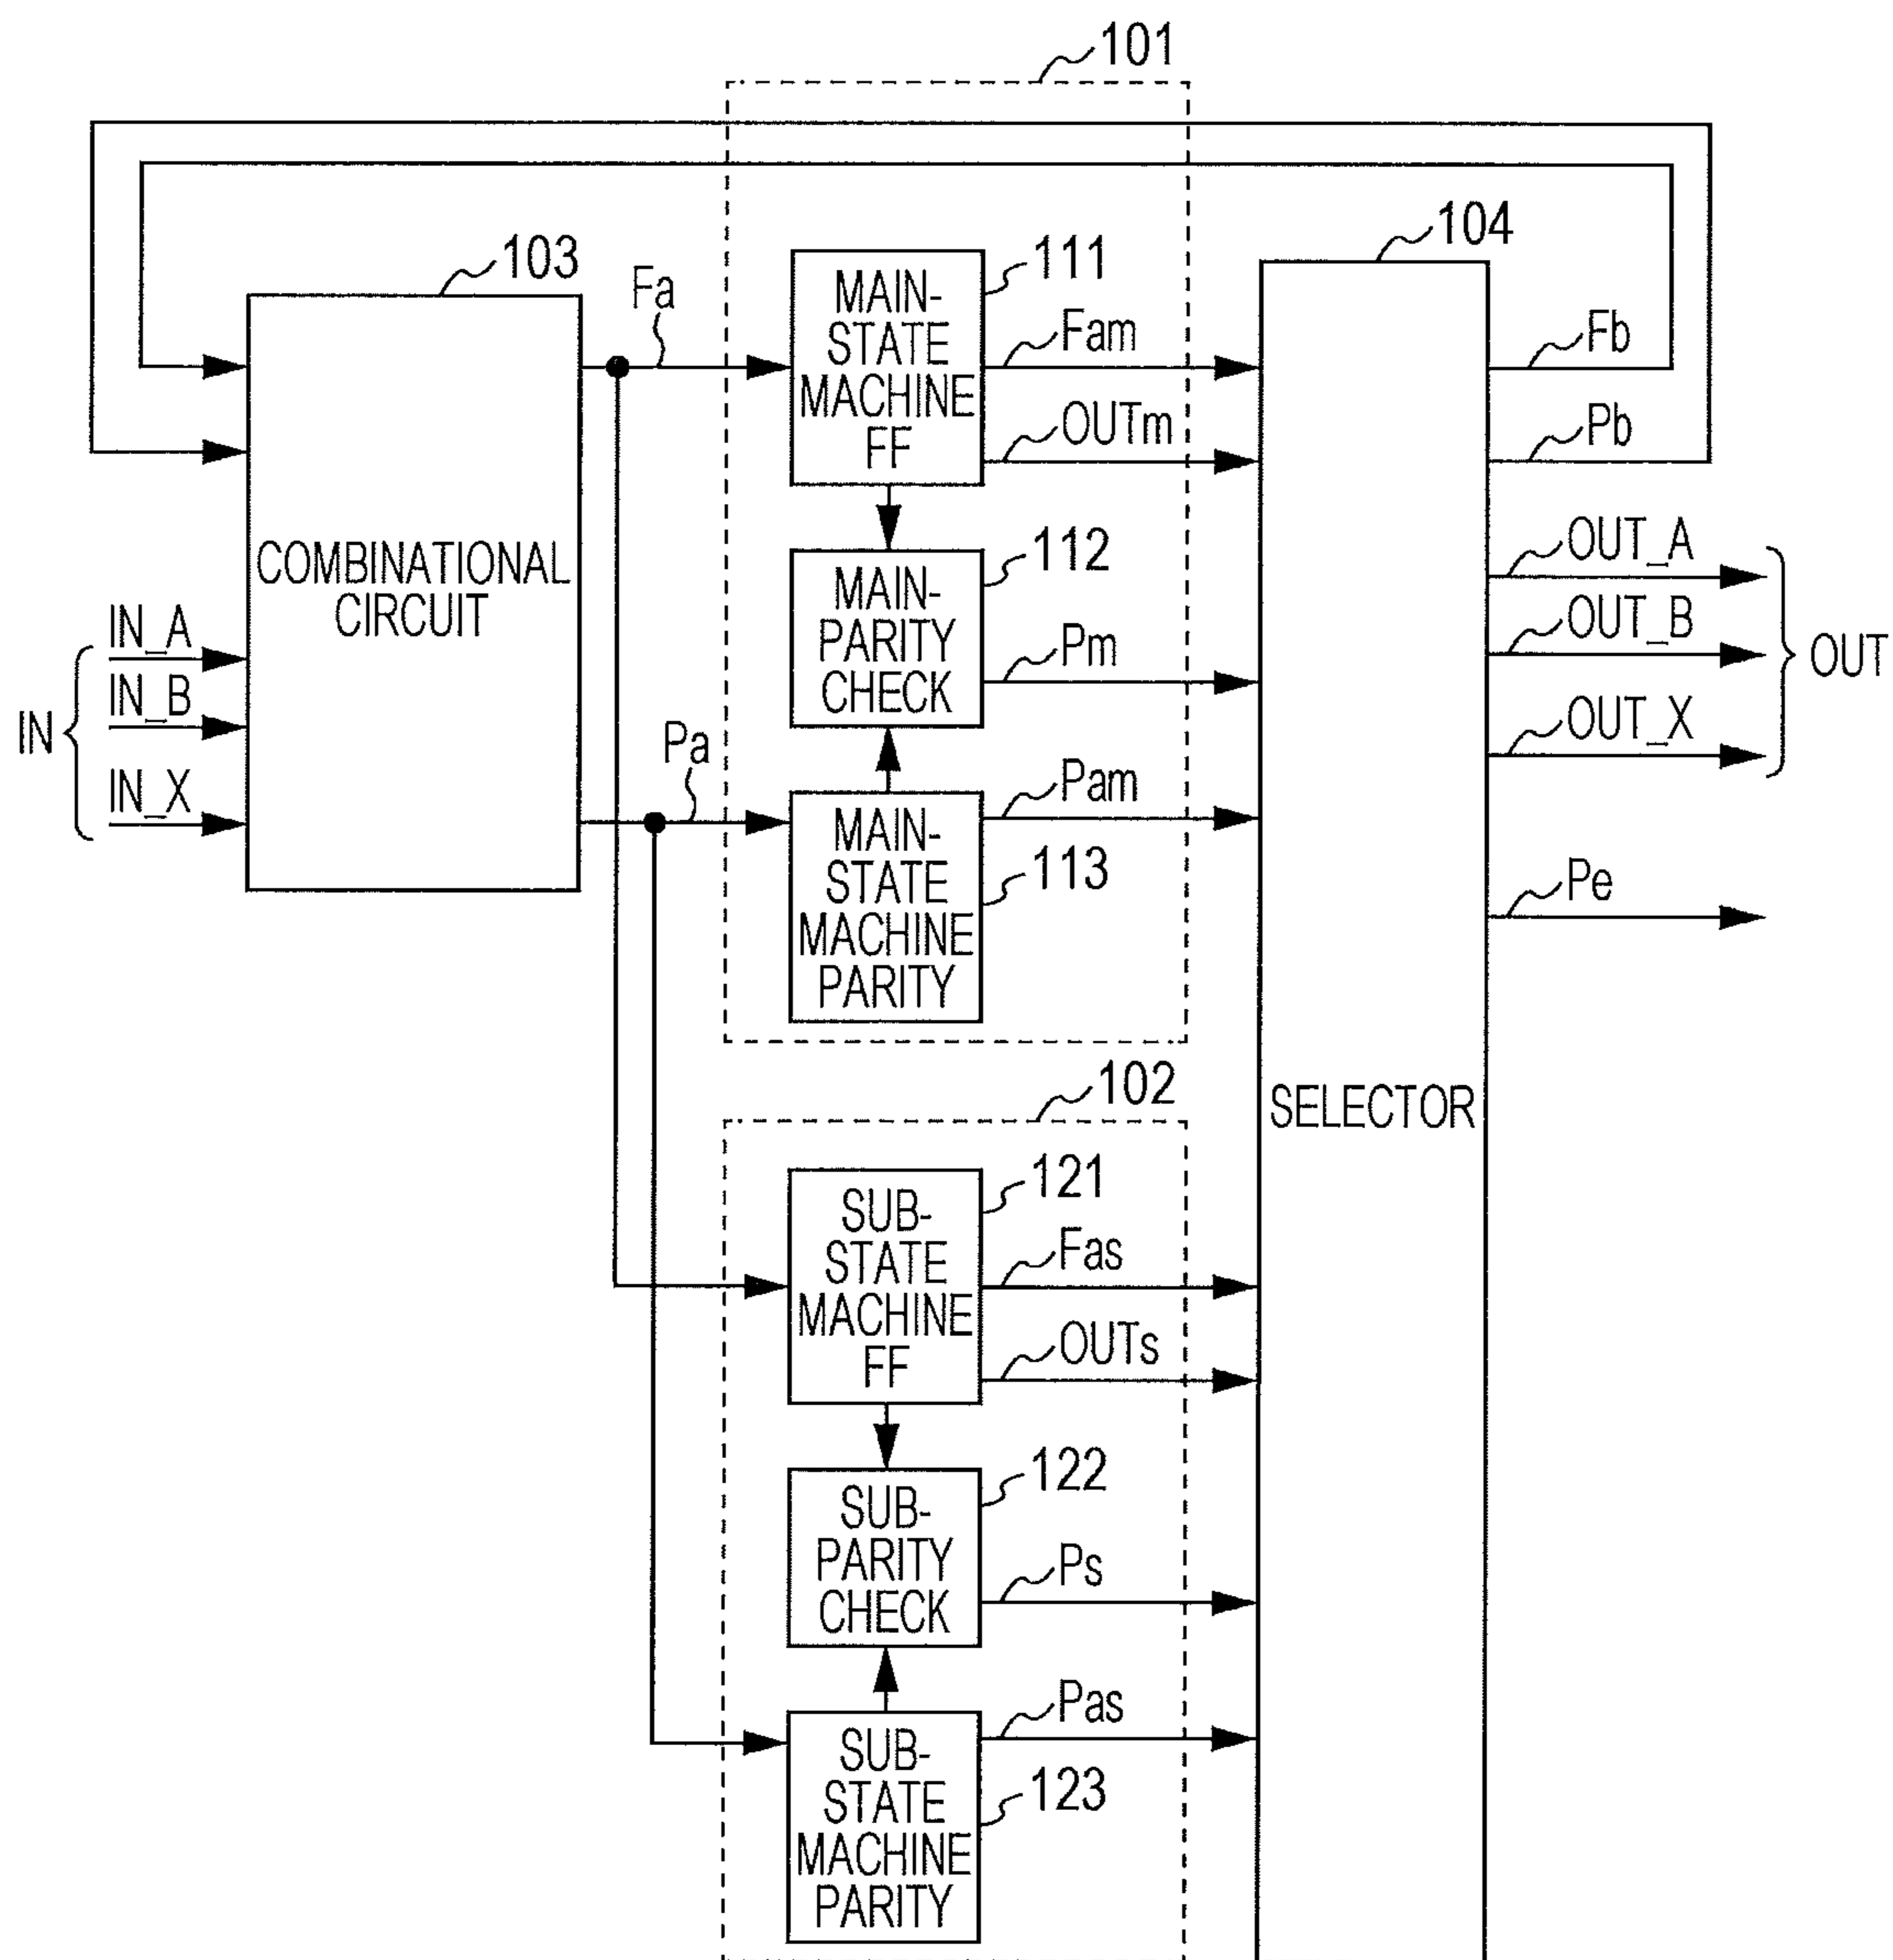 101
103
104
Fa
MAIN-
STATE
MACHINE
FF
111
Fam
OUTm
Fb
Pb
COMBINATIONAL
CIRCUIT
MAIN-
PARITY
CHECK
112
Pm
OUT_A
OUT_B
OUT_X
OUT
IN
IN_A
IN_B
IN_X
Pa
MAIN-
STATE
MACHINE
PARITY
Pam
113
Pe
102
SELECTOR
SUB-
STATE
MACHINE
FF
121
Fas
OUTs
SUB-
PARITY
CHECK
122
Ps
SUB-
STATE
MACHINE
PARITY
Pas
123